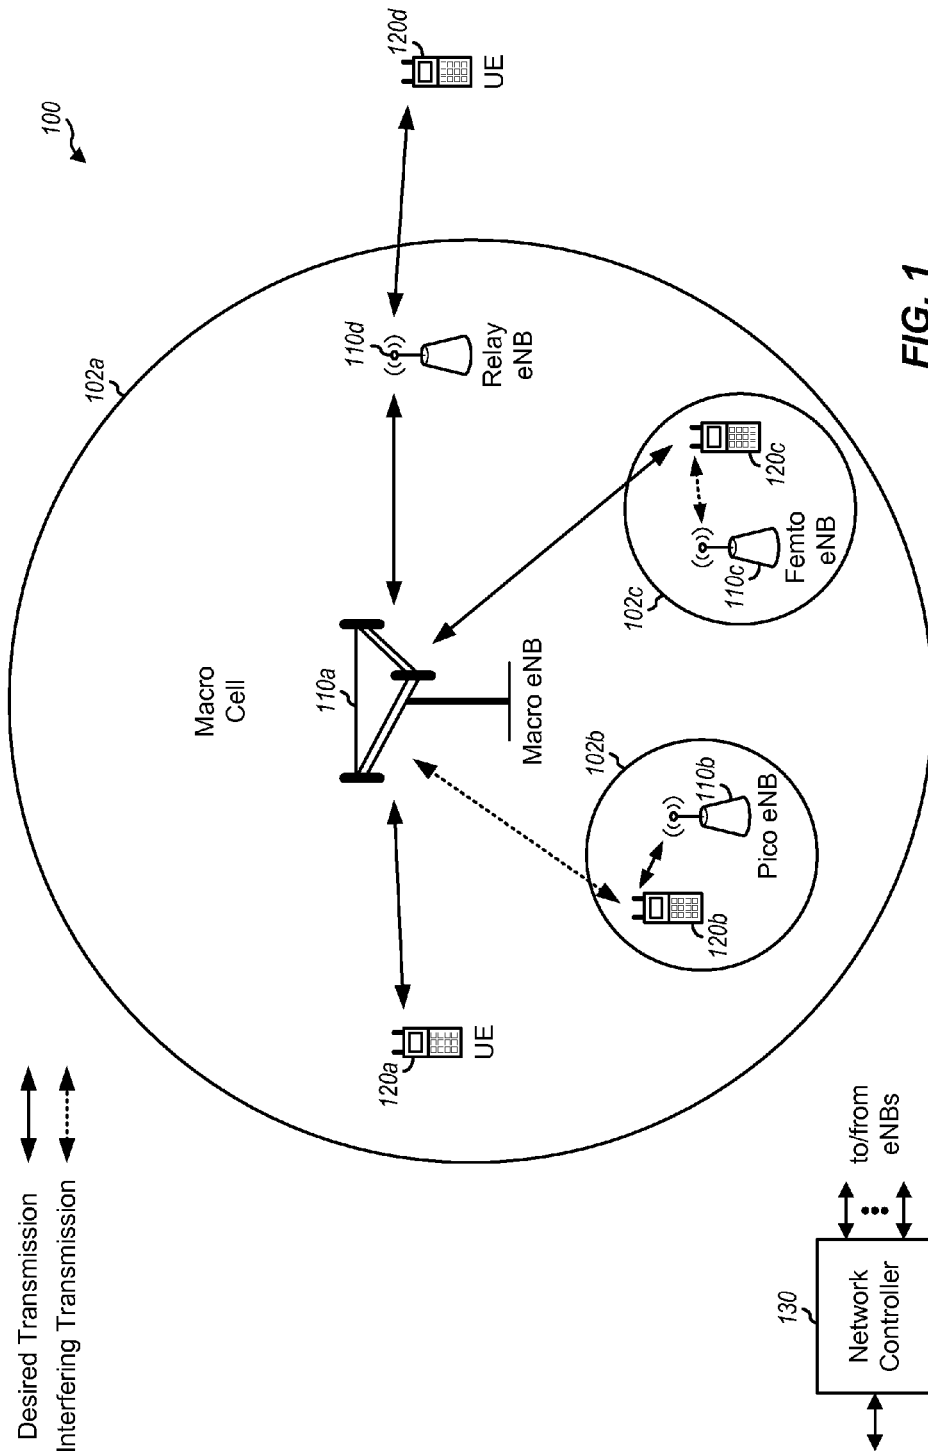 Desired Transmission
Interfering Transmission
100
102a
Macro
Cell
110a
Macro eNB
120a
UE
110d
Relay
eNB
120d
UE
102b
120b
110b
Pico eNB
102c
110c
Femto
eNB
120c
130
Network
Controller
to/from
eNBs
FIG. 1